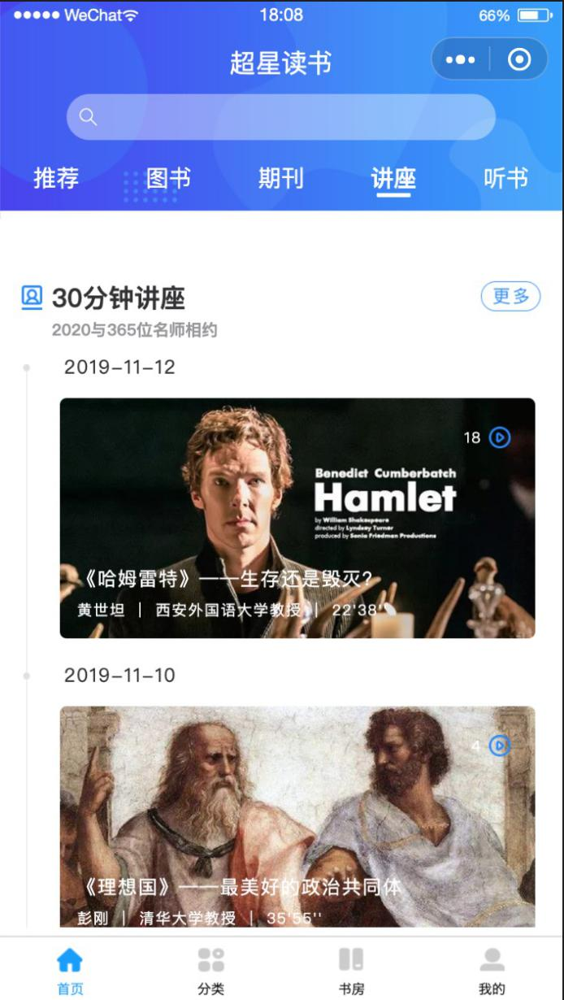 WeChat
18:08
66%
超星读书
推荐
图书
期刊
讲座
听书
30分钟讲座
更多
2020与365位名师相约
2019-11-12
18
Benedict Cumberbatch
Hamlet
by William Shakespeare
directed by Lyndsey Turner
produced by Sonia Friedman Productions
《哈姆雷特》——生存还是毁灭?
黄世坦 | 西安外国语大学教授 | 22'38''
2019-11-10
4
《理想国》——最美好的政治共同体
彭刚 | 清华大学教授 | 35'55''
首页
分类
书房
我的